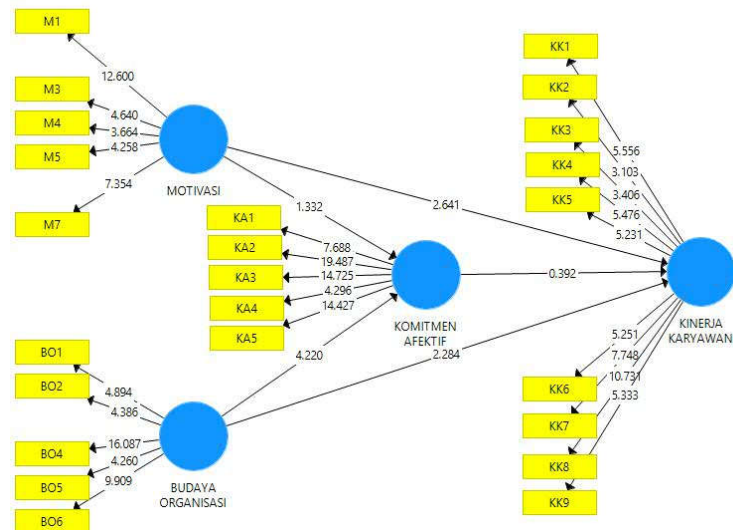 M1
12.600
M3
4.640
M4
3.664
M5
4.258
7.354
M7
MOTIVASI
1.332
2.641
KA1
7.688
KA2
19.487
KA3
14.725
KA4
4.296
KA5
14.427
KOMITMEN
AFEKTIF
0.392
4.220
2.284
BO1
4.894
BO2
4.386
BO4
16.087
BO5
4.260
9.909
BO6
BUDAYA
ORGANISASI
KK1
KK2
KK3
KK4
KK5
5.556
3.103
3.406
5.476
5.231
KINERJA
KARYAWAN
5.251
7.748
10.731
5.333
KK6
KK7
KK8
KK9